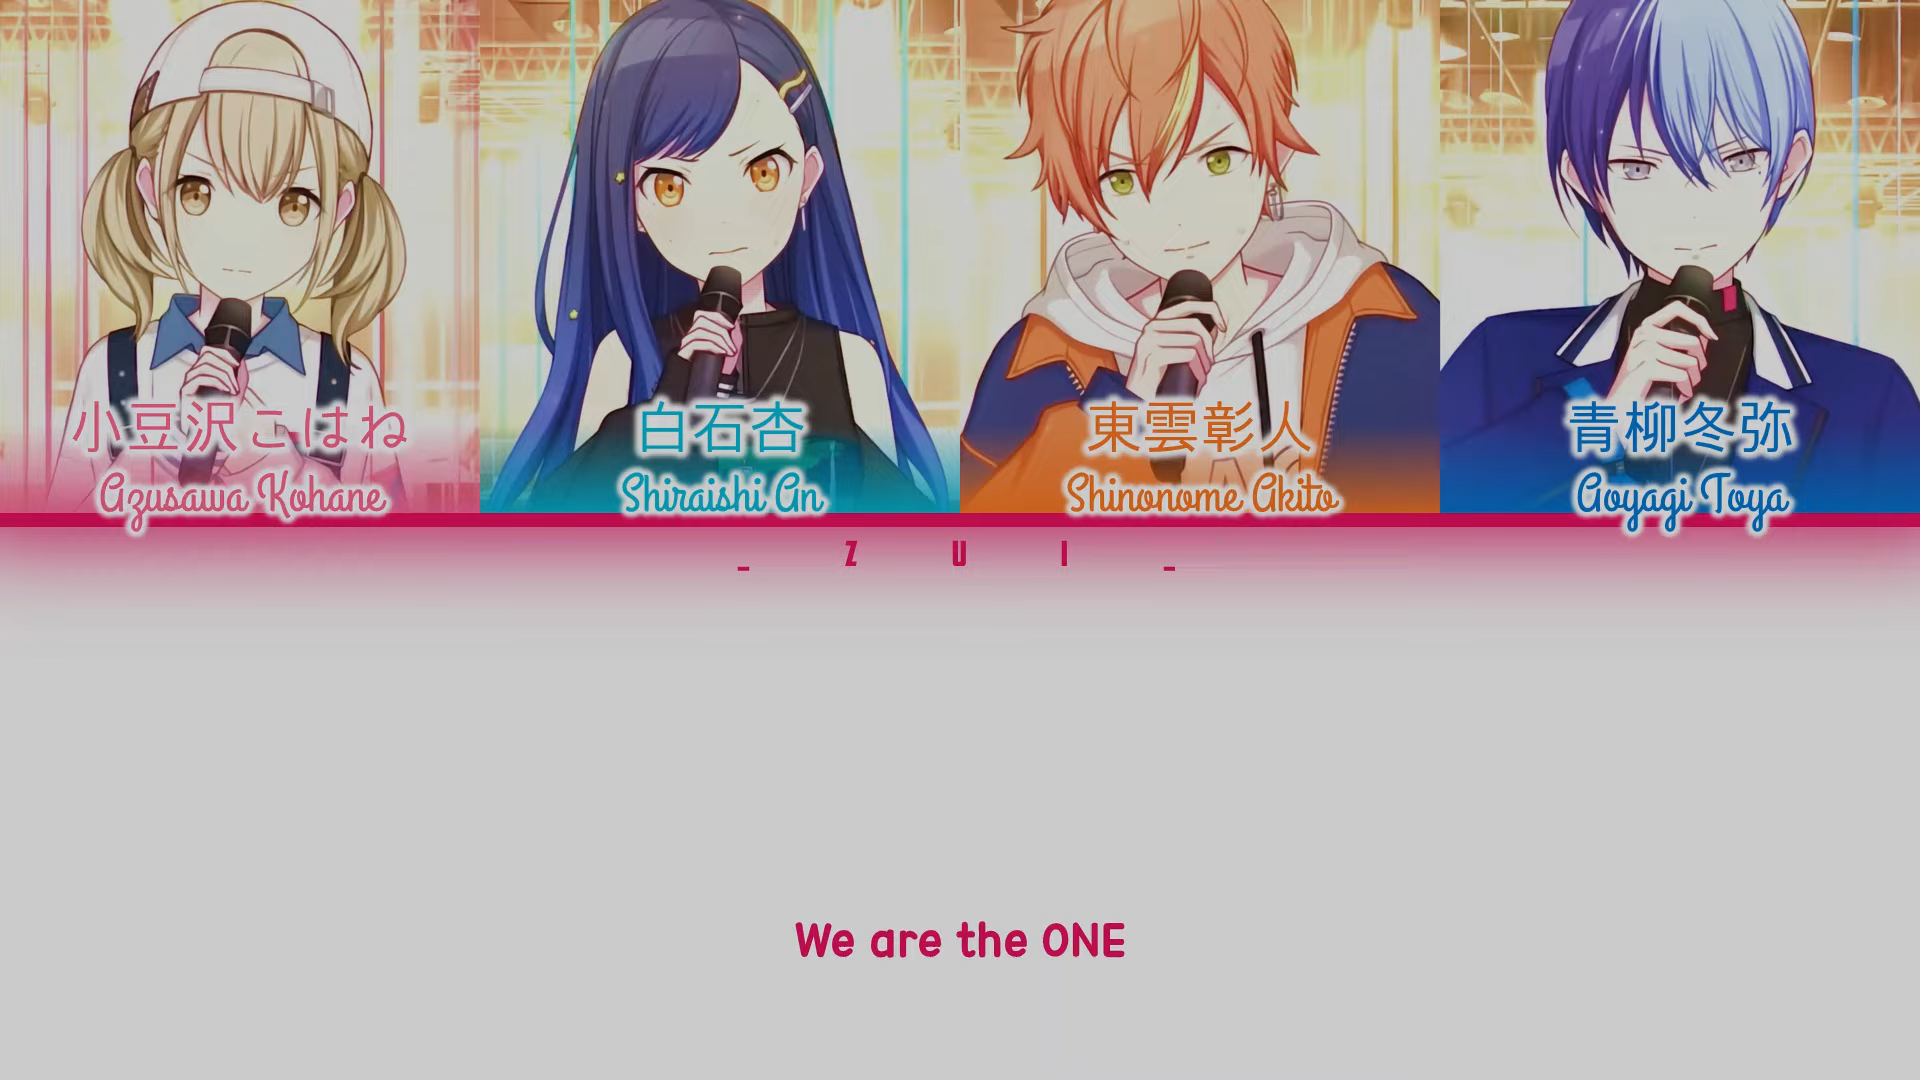 小豆沢こはね
Azusawa Kohane
白石杏
Shiraishi An
東雲彰人
Shinonome Akito
青柳冬弥
Aoyagi Toya
_ Z U I _
We are the ONE